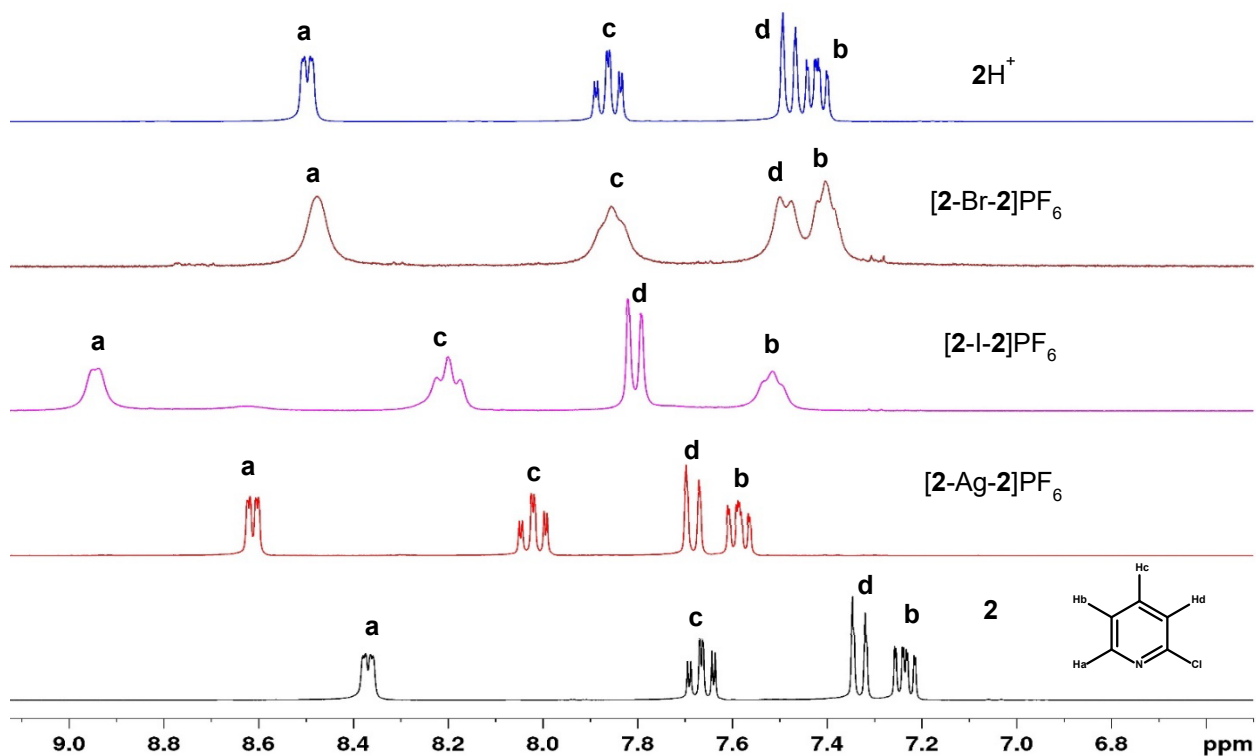 a c d b 2H⁺
a c d b [2-Br-2]PF₆
a c d b [2-I-2]PF₆
a c d b [2-Ag-2]PF₆
a c d b 2
Hc
Hb Hd
Ha N Cl
9.0 8.8 8.6 8.4 8.2 8.0 7.8 7.6 7.4 7.2 7.0 6.8 ppm